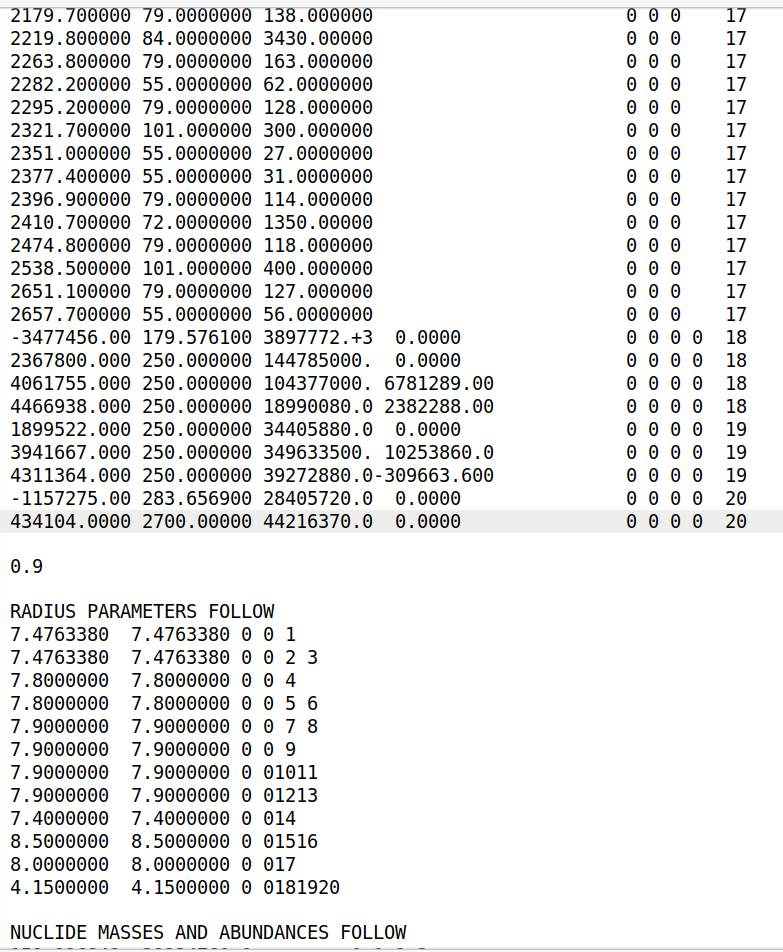 2179.700000 79.0000000 138.000000                       0 0 0    17
2219.800000 84.0000000 3430.00000                       0 0 0    17
2263.800000 79.0000000 163.000000                       0 0 0    17
2282.200000 55.0000000 62.0000000                       0 0 0    17
2295.200000 79.0000000 128.000000                       0 0 0    17
2321.700000 101.000000 300.000000                       0 0 0    17
2351.000000 55.0000000 27.0000000                       0 0 0    17
2377.400000 55.0000000 31.0000000                       0 0 0    17
2396.900000 79.0000000 114.000000                       0 0 0    17
2410.700000 72.0000000 1350.00000                       0 0 0    17
2474.800000 79.0000000 118.000000                       0 0 0    17
2538.500000 101.000000 400.000000                       0 0 0    17
2651.100000 79.0000000 127.000000                       0 0 0    17
2657.700000 55.0000000 56.0000000                       0 0 0    17
-3477456.00 179.576100 3897772.+3  0.0000               0 0 0 0  18
2367800.000 250.000000 144785000.  0.0000               0 0 0 0  18
4061755.000 250.000000 104377000. 6781289.00            0 0 0 0  18
4466938.000 250.000000 18990080.0 2382288.00            0 0 0 0  18
1899522.000 250.000000 34405880.0  0.0000               0 0 0 0  19
3941667.000 250.000000 349633500. 10253860.0            0 0 0 0  19
4311364.000 250.000000 39272880.0-309663.600            0 0 0 0  19
-1157275.00 283.656900 28405720.0  0.0000               0 0 0 0  20
434104.0000 2700.00000 44216370.0  0.0000               0 0 0 0  20
0.9
RADIUS PARAMETERS FOLLOW
7.4763380  7.4763380 0 0 1
7.4763380  7.4763380 0 0 2 3
7.8000000  7.8000000 0 0 4
7.8000000  7.8000000 0 0 5 6
7.9000000  7.9000000 0 0 7 8
7.9000000  7.9000000 0 0 9
7.9000000  7.9000000 0 01011
7.9000000  7.9000000 0 01213
7.4000000  7.4000000 0 014
8.5000000  8.5000000 0 01516
8.0000000  8.0000000 0 017
4.1500000  4.1500000 0 0181920
NUCLIDE MASSES AND ABUNDANCES FOLLOW